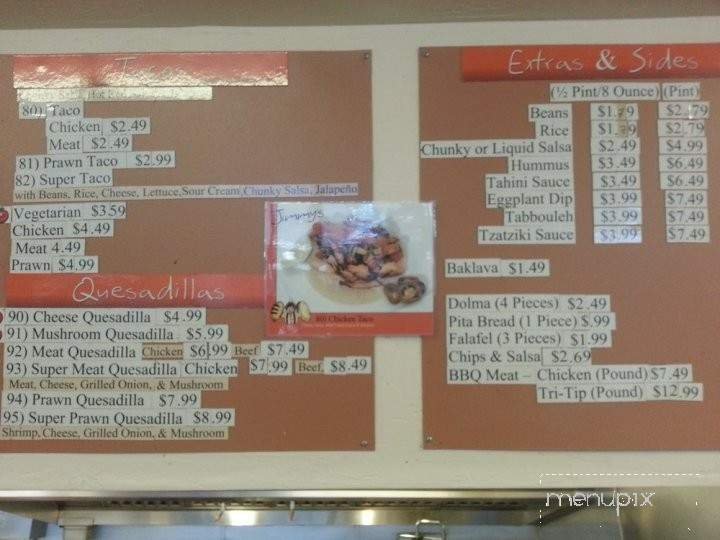 Tacos
80) Taco
Chicken $2.49
Meat $2.49
81) Prawn Taco $2.99
82) Super Taco
with Beans, Rice, Cheese, Lettuce, Sour Cream, Chunky Salsa, Jalapeño
Vegetarian $3.59
Chicken $4.49
Meat 4.49
Prawn $4.99
Quesadillas
90) Cheese Quesadilla $4.99
91) Mushroom Quesadilla $5.99
92) Meat Quesadilla Chicken $6.99 Beef $7.49
93) Super Meat Quesadilla Chicken $7.99 Beef $8.49
Meat, Cheese, Grilled Onion, & Mushroom
94) Prawn Quesadilla $7.99
95) Super Prawn Quesadilla $8.99
Shrimp, Cheese, Grilled Onion, & Mushroom
Jummy's
80) Chicken Taco
Extras & Sides
(½ Pint/8 Ounce) (Pint)
Beans $2.79
Rice $2.79
Chunky or Liquid Salsa $2.49 $4.99
Hummus $3.49 $6.49
Tahini Sauce $3.49 $6.49
Eggplant Dip $3.99 $7.49
Tabbouleh $3.99 $7.49
Tzatziki Sauce $3.99 $7.49
Baklava $1.49
Dolma (4 Pieces) $2.49
Pita Bread (1 Piece) $.99
Falafel (3 Pieces) $1.99
Chips & Salsa $2.69
BBQ Meat – Chicken (Pound) $7.49
Tri-Tip (Pound) $12.99
menupix